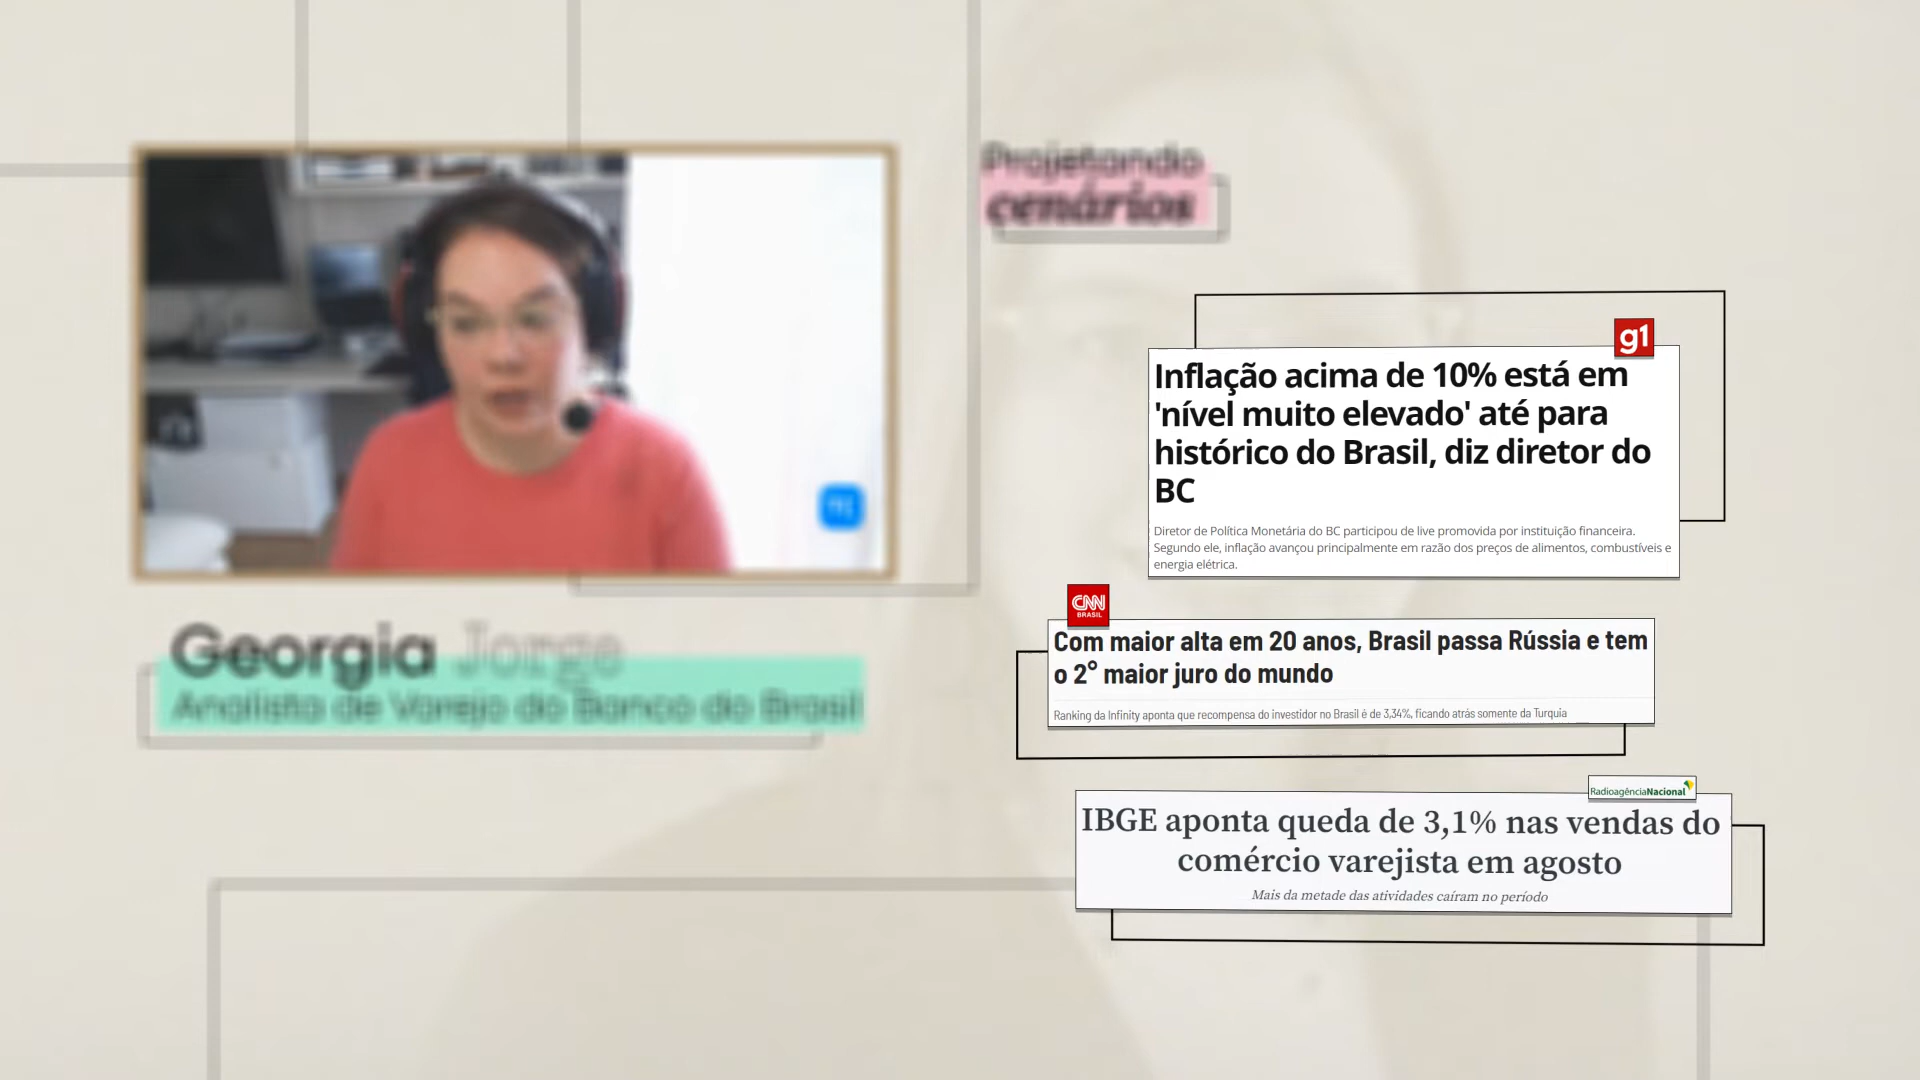 Projetando
cenários
Georgia Jorge
Analista de Varejo do Banco do Brasil
g1
Inflação acima de 10% está em
'nível muito elevado' até para
histórico do Brasil, diz diretor do
BC
Diretor de Política Monetária do BC participou de live promovida por instituição financeira.
Segundo ele, inflação avançou principalmente em razão dos preços de alimentos, combustíveis e
energia elétrica.
CNN
BRASIL
Com maior alta em 20 anos, Brasil passa Rússia e tem
o 2° maior juro do mundo
Ranking da Infinity aponta que recompensa do investidor no Brasil é de 3,34%, ficando atrás somente da Turquia
RadioagênciaNacional
IBGE aponta queda de 3,1% nas vendas do
comércio varejista em agosto
Mais da metade das atividades caíram no período